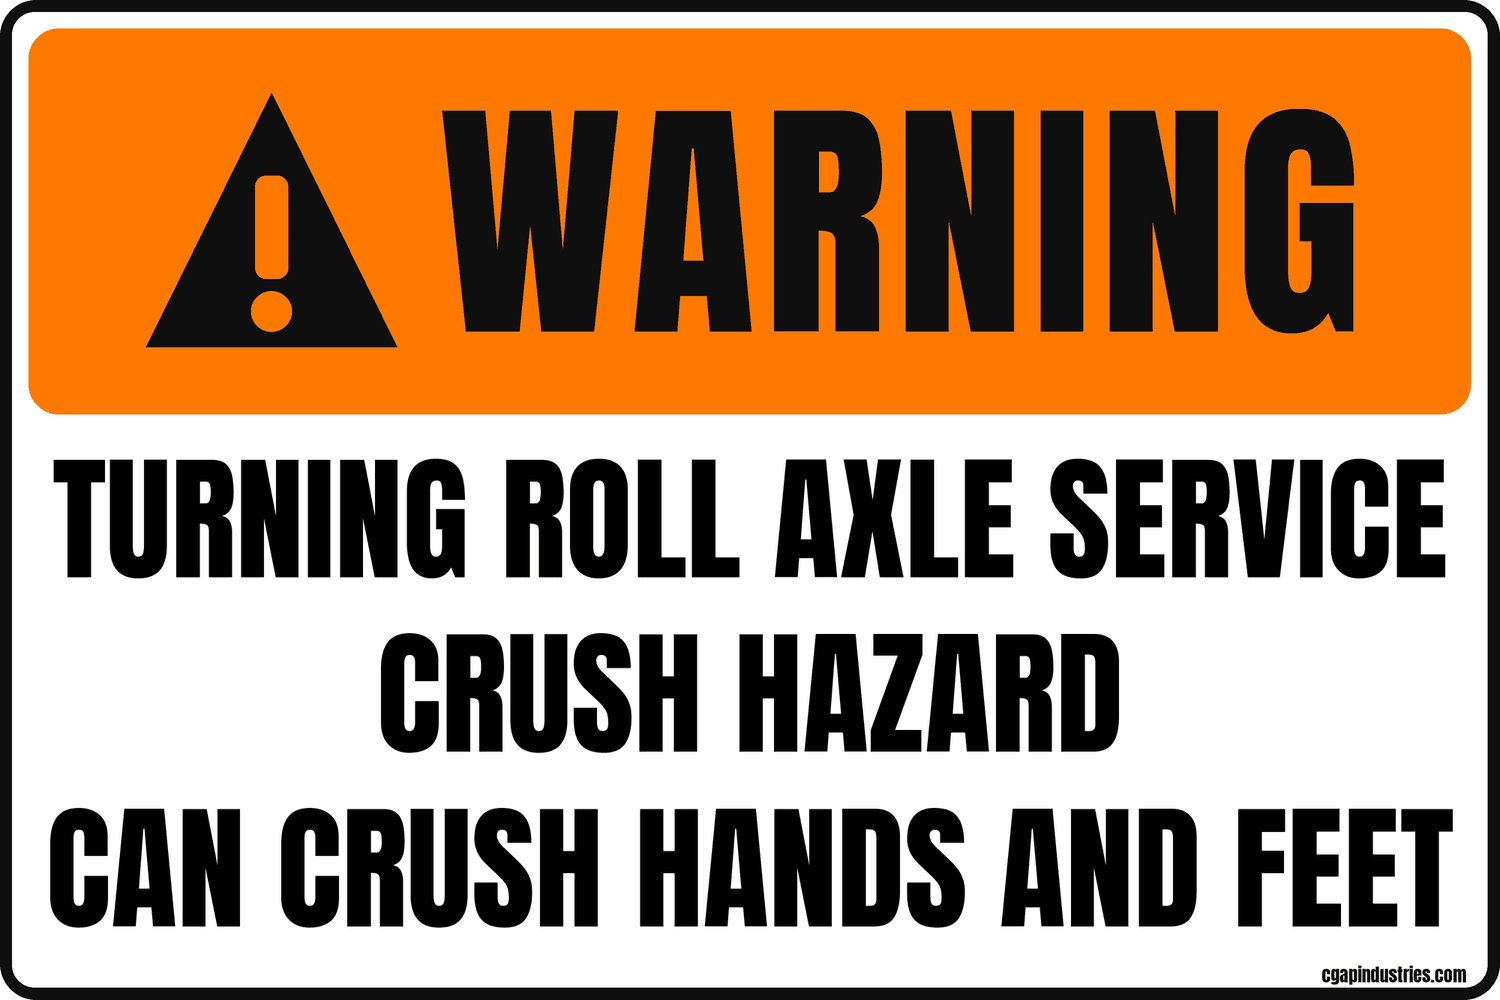 WARNING
TURNING ROLL AXLE SERVICE
CRUSH HAZARD
CAN CRUSH HANDS AND FEET
cgapindustries.com